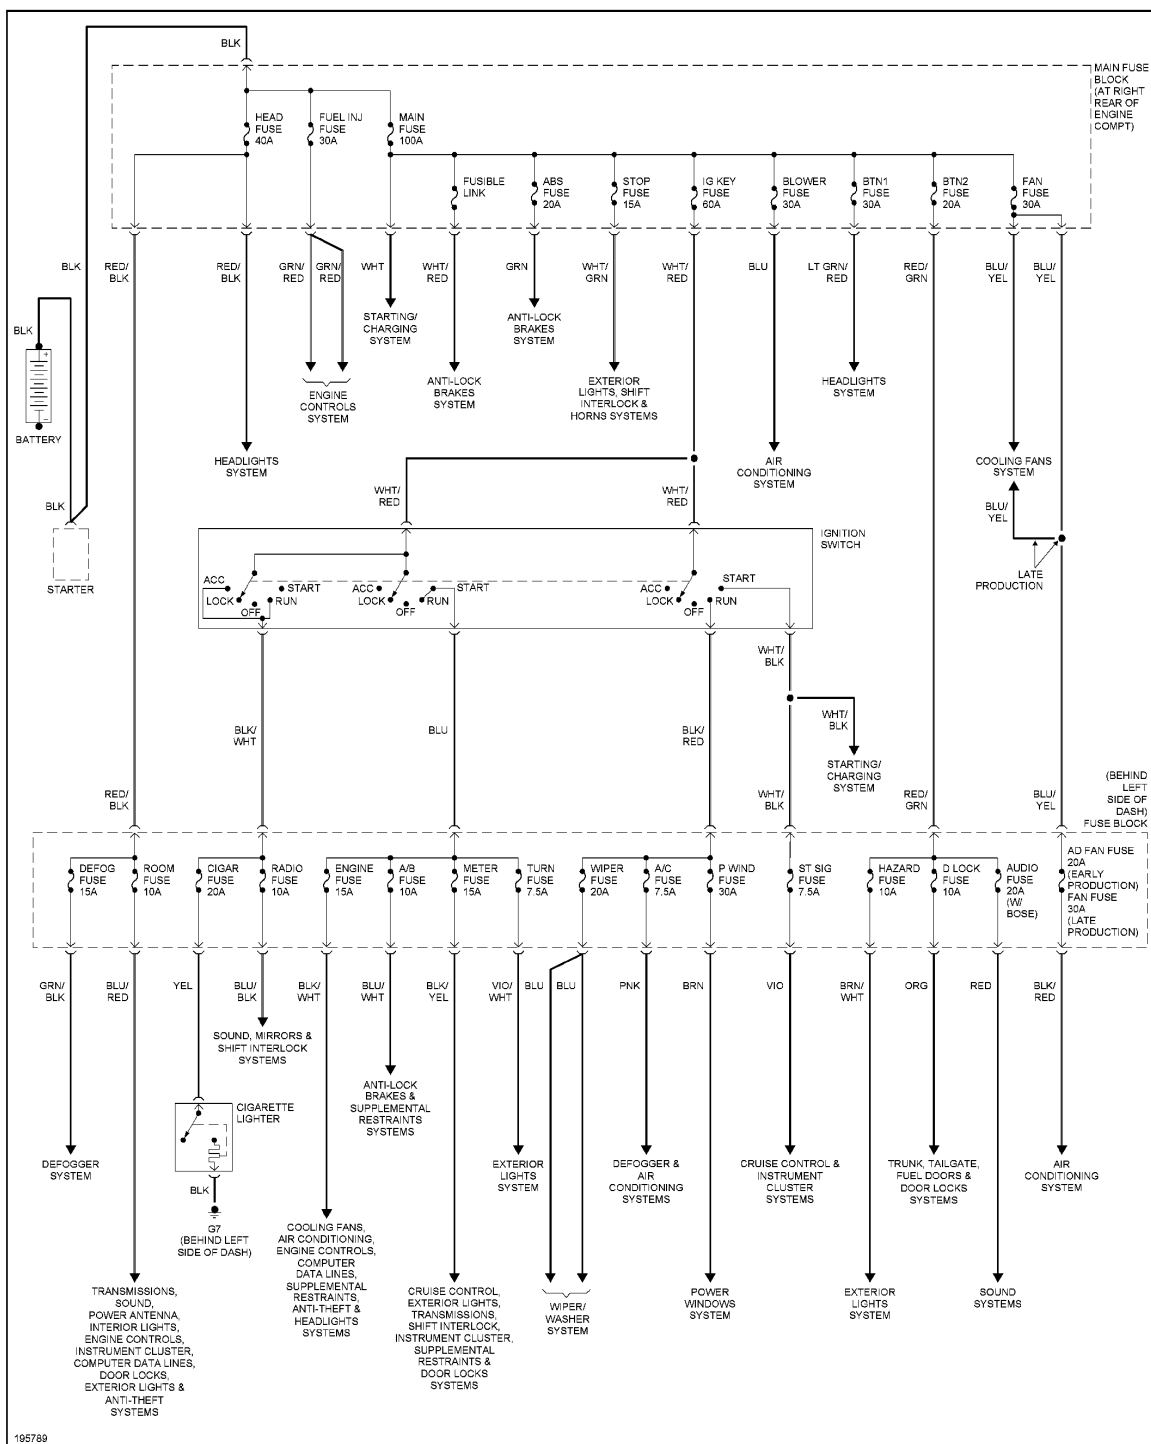 BLK
MAIN FUSE
BLOCK
(AT RIGHT
REAR OF
ENGINE
COMPT)
HEAD
FUSE
40A
FUEL INJ
FUSE
30A
MAIN
FUSE
100A
FUSIBLE
LINK
ABS
FUSE
20A
STOP
FUSE
15A
IG KEY
FUSE
60A
BLOWER
FUSE
30A
BTN1
FUSE
30A
BTN2
FUSE
20A
FAN
FUSE
30A
BLK
RED/
BLK
RED/
BLK
GRN/
RED
GRN/
RED
WHT
WHT/
RED
GRN
WHT/
GRN
WHT/
RED
BLU
LT GRN/
RED
RED/
GRN
BLU/
YEL
BLU/
YEL
BLK
BATTERY
STARTING/
CHARGING
SYSTEM
ANTI-LOCK
BRAKES
SYSTEM
ENGINE
CONTROLS
SYSTEM
ANTI-LOCK
BRAKES
SYSTEM
EXTERIOR
LIGHTS, SHIFT
INTERLOCK &
HORNS SYSTEMS
HEADLIGHTS
SYSTEM
HEADLIGHTS
SYSTEM
AIR
CONDITIONING
SYSTEM
COOLING FANS
SYSTEM
BLK
STARTER
WHT/
RED
WHT/
RED
BLU/
YEL
LATE
PRODUCTION
IGNITION
SWITCH
ACC
LOCK
OFF
RUN
START
ACC
LOCK
OFF
RUN
START
ACC
LOCK
OFF
RUN
START
WHT/
BLK
BLK/
WHT
BLU
BLK/
RED
WHT/
BLK
STARTING/
CHARGING
SYSTEM
RED/
BLK
WHT/
BLK
RED/
GRN
BLU/
YEL
(BEHIND
LEFT
SIDE OF
DASH)
FUSE BLOCK
DEFOG
FUSE
15A
ROOM
FUSE
10A
CIGAR
FUSE
20A
RADIO
FUSE
10A
ENGINE
FUSE
15A
A/B
FUSE
10A
METER
FUSE
15A
TURN
FUSE
7.5A
WIPER
FUSE
20A
A/C
FUSE
7.5A
P WIND
FUSE
30A
ST SIG
FUSE
7.5A
HAZARD
FUSE
10A
D LOCK
FUSE
10A
AUDIO
FUSE
20A
(W/
BOSE)
AD FAN FUSE
20A
(EARLY
PRODUCTION)
FAN FUSE
30A
(LATE
PRODUCTION)
GRN/
BLK
BLU/
RED
YEL
BLU/
BLK
BLK/
WHT
BLU/
WHT
BLK/
YEL
VIO/
WHT
BLU
BLU
PNK
BRN
VIO
BRN/
WHT
ORG
RED
BLK/
RED
SOUND, MIRRORS &
SHIFT INTERLOCK
SYSTEMS
ANTI-LOCK
BRAKES &
SUPPLEMENTAL
RESTRAINTS
SYSTEMS
CIGARETTE
LIGHTER
BLK
G7
(BEHIND LEFT
SIDE OF DASH)
DEFOGGER
SYSTEM
EXTERIOR
LIGHTS
SYSTEM
DEFOGGER &
AIR
CONDITIONING
SYSTEMS
CRUISE CONTROL &
INSTRUMENT
CLUSTER
SYSTEMS
TRUNK, TAILGATE,
FUEL DOORS &
DOOR LOCKS
SYSTEMS
AIR
CONDITIONING
SYSTEM
COOLING FANS,
AIR CONDITIONING,
ENGINE CONTROLS,
COMPUTER
DATA LINES,
SUPPLEMENTAL
RESTRAINTS,
ANTI-THEFT &
HEADLIGHTS
SYSTEMS
TRANSMISSIONS,
SOUND,
POWER ANTENNA,
INTERIOR LIGHTS,
ENGINE CONTROLS,
INSTRUMENT CLUSTER,
COMPUTER DATA LINES,
DOOR LOCKS,
EXTERIOR LIGHTS &
ANTI-THEFT
SYSTEMS
CRUISE CONTROL,
EXTERIOR LIGHTS,
TRANSMISSIONS,
SHIFT INTERLOCK,
INSTRUMENT CLUSTER,
SUPPLEMENTAL
RESTRAINTS &
DOOR LOCKS
SYSTEMS
WIPER/
WASHER
SYSTEM
POWER
WINDOWS
SYSTEM
EXTERIOR
LIGHTS
SYSTEM
SOUND
SYSTEMS
195789